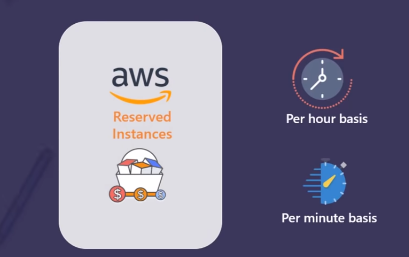 aws
Reserved
Instances
$ $ $
Per hour basis
Per minute basis